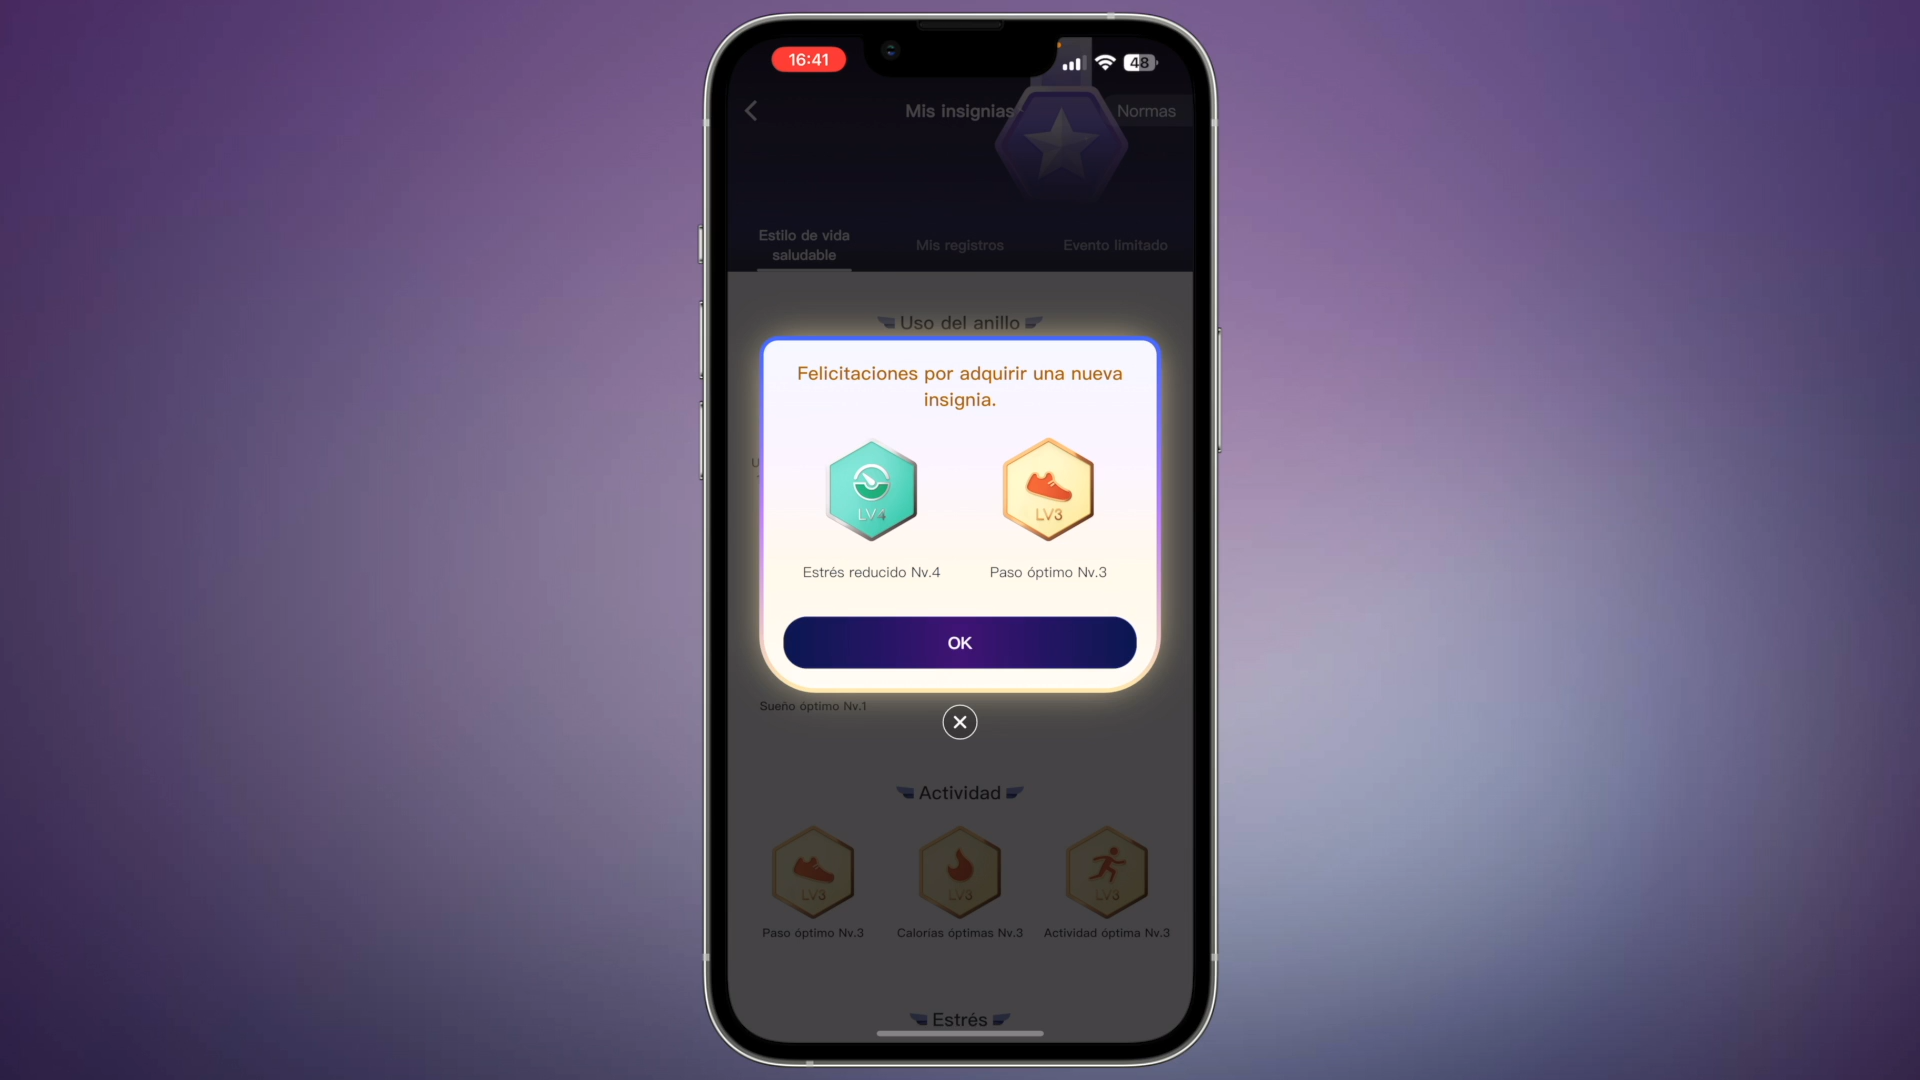 16:41
48
Mis insignias
Normas
Estilo de vida
saludable
Mis registros
Evento limitado
Uso del anillo
Felicitaciones por adquirir una nueva
insignia.
U
LV4
LV3
Estrés reducido Nv.4
Paso óptimo Nv.3
OK
Sueño óptimo Nv.1
Actividad
LV3
LV3
LV3
Paso óptimo Nv.3
Calorías óptimas Nv.3
Actividad óptima Nv.3
Estrés